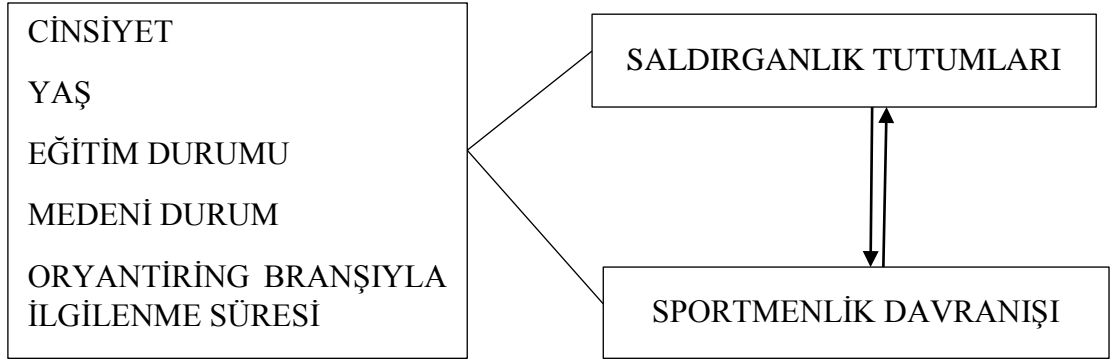 CİNSİYET
YAŞ
EĞİTİM DURUMU
MEDENİ DURUM
ORYANTİRİNG BRANŞIYLA
İLGİLENME SÜRESİ
SALDIRGANLIK TUTUMLARI
SPORTMENLİK DAVRANIŞI